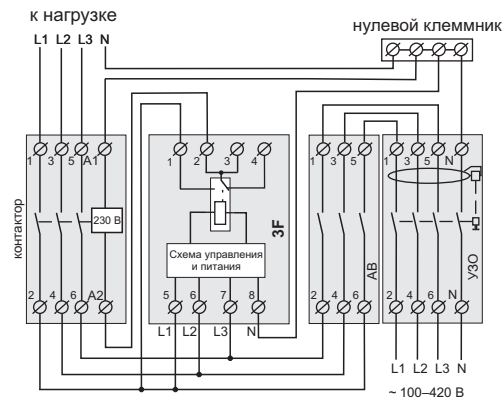 к нагрузке
нулевой клеммник
L1 L2 L3 N
1 3 5 A1
1 2 3 4
1 3 5
1 3 5 N
контактор
230 В
3F
АВ
УЗО
Схема управления
и питания
2 4 6 A2
5 6 7 8
2 4 6
2 4 6 N
L1 L2 L3 N
L1 L2 L3 N
~ 100–420 В